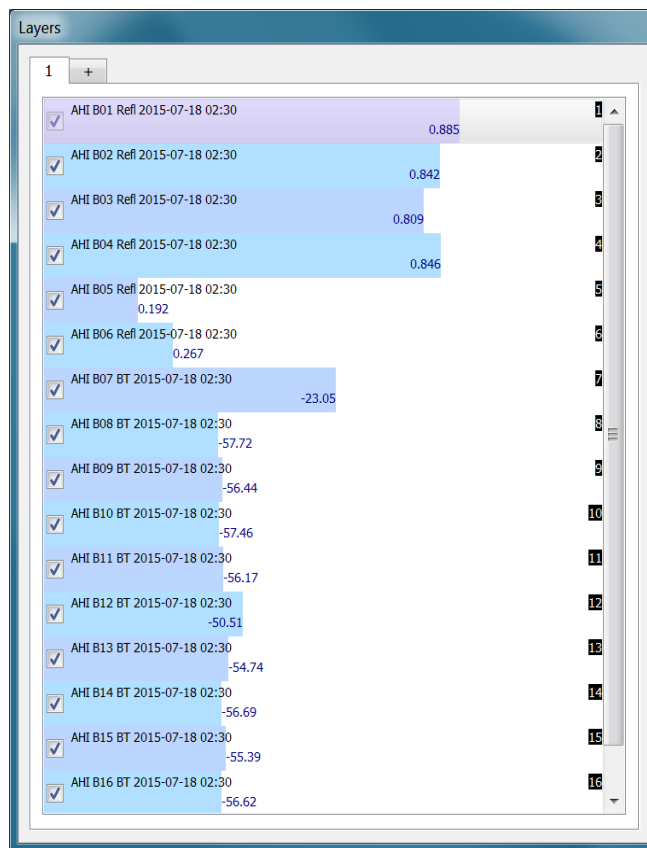 Layers
1 +
AHI B01 Refl 2015-07-18 02:30 1
0.885
AHI B02 Refl 2015-07-18 02:30 2
0.842
AHI B03 Refl 2015-07-18 02:30 3
0.809
AHI B04 Refl 2015-07-18 02:30 4
0.846
AHI B05 Refl 2015-07-18 02:30 5
0.192
AHI B06 Refl 2015-07-18 02:30 6
0.267
AHI B07 BT 2015-07-18 02:30 7
-23.05
AHI B08 BT 2015-07-18 02:30 8
-57.72
AHI B09 BT 2015-07-18 02:30 9
-56.44
AHI B10 BT 2015-07-18 02:30 10
-57.46
AHI B11 BT 2015-07-18 02:30 11
-56.17
AHI B12 BT 2015-07-18 02:30 12
-50.51
AHI B13 BT 2015-07-18 02:30 13
-54.74
AHI B14 BT 2015-07-18 02:30 14
-56.69
AHI B15 BT 2015-07-18 02:30 15
-55.39
AHI B16 BT 2015-07-18 02:30 16
-56.62